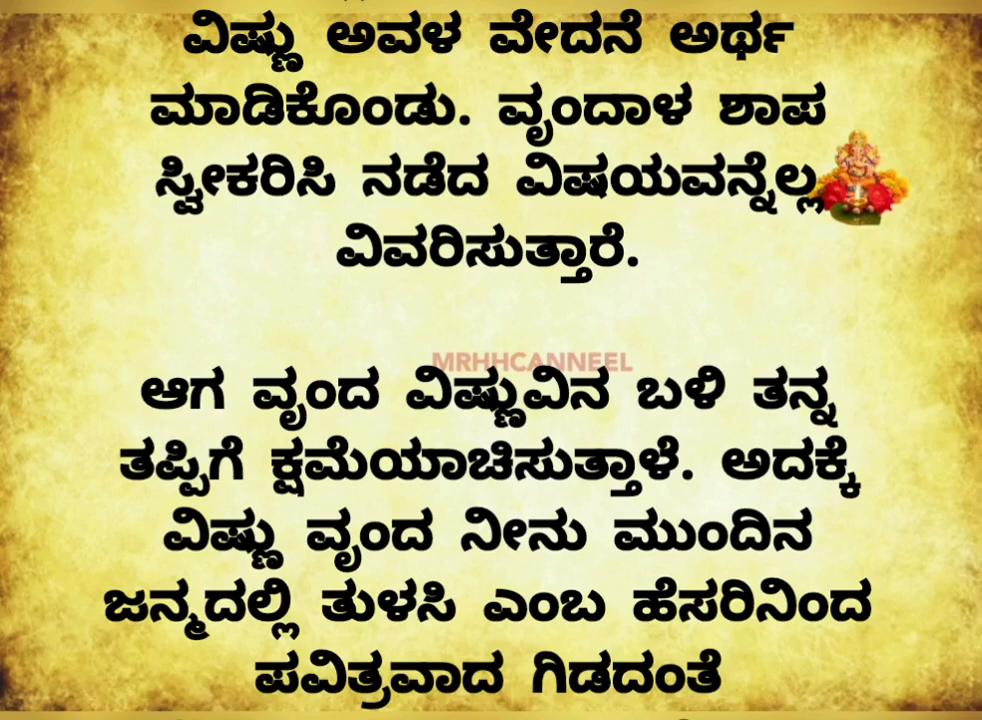 ವಿಷ್ಣು ಅವಳ ವೇದನೆ ಅರ್ಥ
ಮಾಡಿಕೊಂಡು. ವೃಂದಾಳ ಶಾಪ
ಸ್ವೀಕರಿಸಿ ನಡೆದ ವಿಷಯವನ್ನೆಲ್ಲ
ವಿವರಿಸುತ್ತಾರೆ.
MRHHCANNEEL
ಆಗ ವೃಂದ ವಿಷ್ಣುವಿನ ಬಳಿ ತನ್ನ
ತಪ್ಪಿಗೆ ಕ್ಷಮೆಯಾಚಿಸುತ್ತಾಳೆ. ಅದಕ್ಕೆ
ವಿಷ್ಣು ವೃಂದ ನೀನು ಮುಂದಿನ
ಜನ್ಮದಲ್ಲಿ ತುಳಸಿ ಎಂಬ ಹೆಸರಿನಿಂದ
ಪವಿತ್ರವಾದ ಗಿಡದಂತೆ